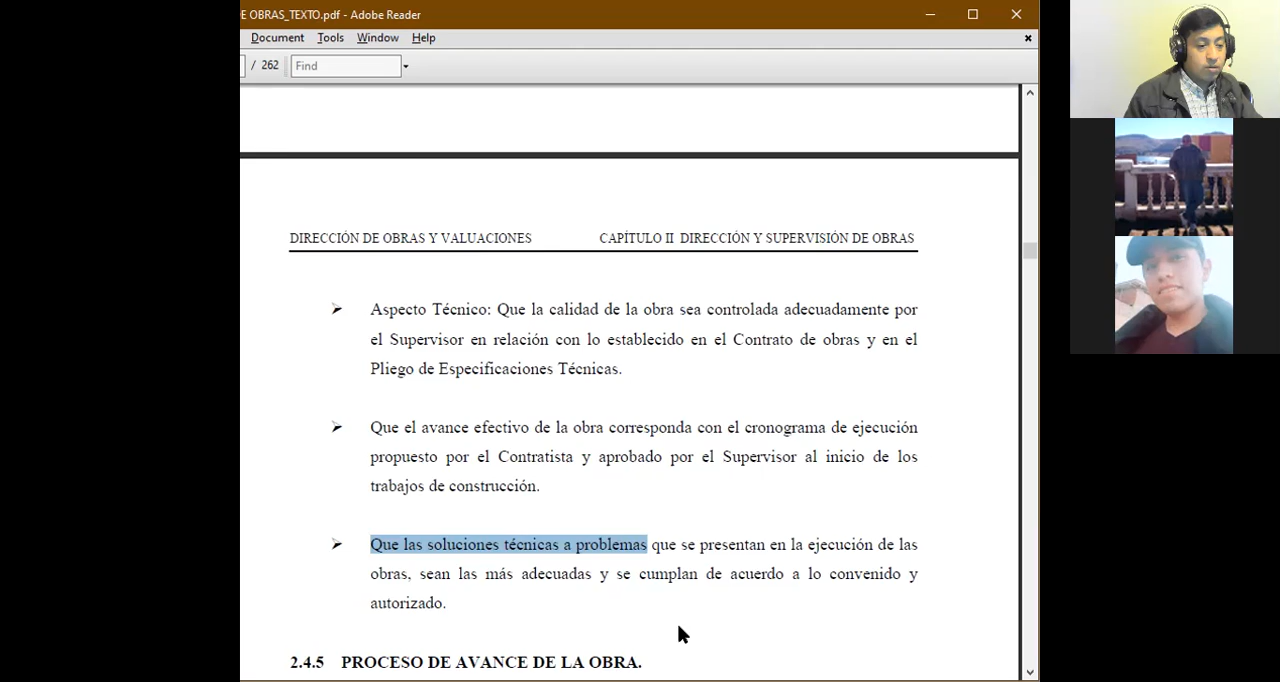 E OBRAS_TEXTO.pdf - Adobe Reader
Document Tools Window Help
/ 262 Find
DIRECCIÓN DE OBRAS Y VALUACIONES CAPÍTULO II DIRECCIÓN Y SUPERVISIÓN DE OBRAS
Aspecto Técnico: Que la calidad de la obra sea controlada adecuadamente por
el Supervisor en relación con lo establecido en el Contrato de obras y en el
Pliego de Especificaciones Técnicas.
Que el avance efectivo de la obra corresponda con el cronograma de ejecución
propuesto por el Contratista y aprobado por el Supervisor al inicio de los
trabajos de construcción.
Que las soluciones técnicas a problemas que se presentan en la ejecución de las
obras, sean las más adecuadas y se cumplan de acuerdo a lo convenido y
autorizado.
2.4.5 PROCESO DE AVANCE DE LA OBRA.